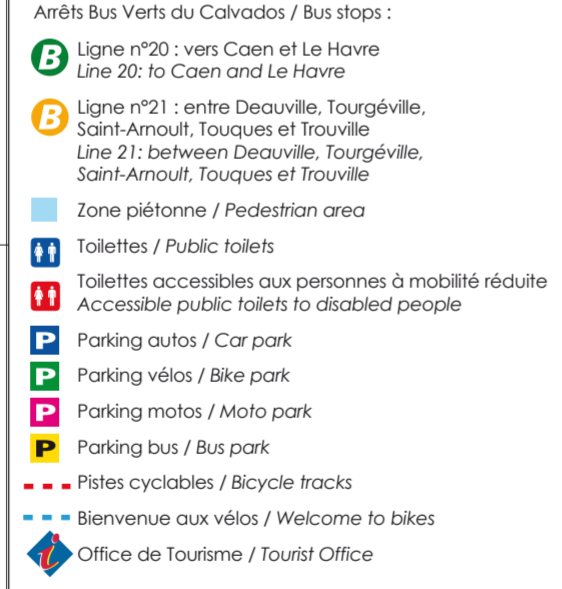 Arrêts Bus Verts du Calvados / Bus stops :
B Ligne n°20 : vers Caen et Le Havre
Line 20: to Caen and Le Havre
B Ligne n°21 : entre Deauville, Tourgéville,
Saint-Arnoult, Touques et Trouville
Line 21: between Deauville, Tourgéville,
Saint-Arnoult, Touques et Trouville
Zone piétonne / Pedestrian area
Toilettes / Public toilets
Toilettes accessibles aux personnes à mobilité réduite
Accessible public toilets to disabled people
P Parking autos / Car park
P Parking vélos / Bike park
P Parking motos / Moto park
P Parking bus / Bus park
Pistes cyclables / Bicycle tracks
Bienvenue aux vélos / Welcome to bikes
i Office de Tourisme / Tourist Office